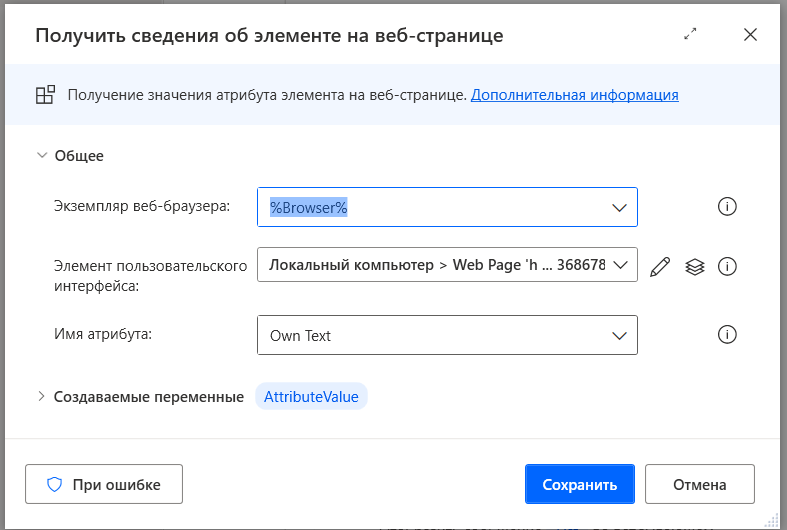 Получить сведения об элементе на веб-странице
Получение значения атрибута элемента на веб-странице. Дополнительная информация
Общее
Экземпляр веб-браузера:
%Browser%
Элемент пользовательского
интерфейса:
Локальный компьютер > Web Page 'h ... 368678
Имя атрибута:
Own Text
Создаваемые переменные
AttributeValue
При ошибке
Сохранить
Отмена